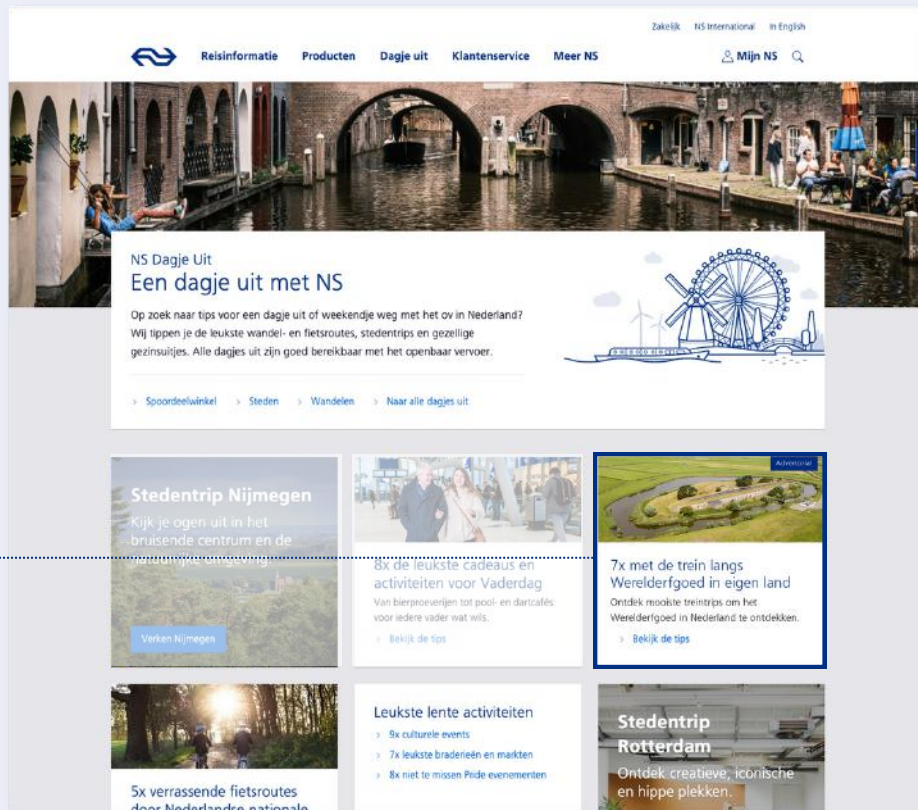 Zakelijk NS International In English
Reisinformatie Producten Dagje uit Klantenservice Meer NS Mijn NS
NS Dagje Uit
Een dagje uit met NS
Op zoek naar tips voor een dagje uit of weekendje weg met het ov in Nederland?
Wij tippen je de leukste wandel- en fietsroutes, stedentrips en gezellige
gezinsuitjes. Alle dagjes uit zijn goed bereikbaar met het openbaar vervoer.
Spoordeelwinkel Steden Wandelen Naar alle dagjes uit
Stedentrip Nijmegen
Kijk je ogen uit in het
bruisende centrum en de
natuurlijke omgeving.
Verken Nijmegen
8x de leukste cadeaus en
activiteiten voor Vaderdag
Van bierproeverijen tot pool- en dartcafés:
voor iedere vader wat wils.
Bekijk de tips
Advertorial
7x met de trein langs
Werelderfgoed in eigen land
Ontdek mooiste treintrips om het
Werelderfgoed in Nederland te ontdekken.
Bekijk de tips
5x verrassende fietsroutes
door Nederlandse nationale
Leukste lente activiteiten
9x culturele events
7x leukste braderieën en markten
8x niet te missen Pride evenementen
Stedentrip
Rotterdam
Ontdek creatieve, iconische
en hippe plekken.